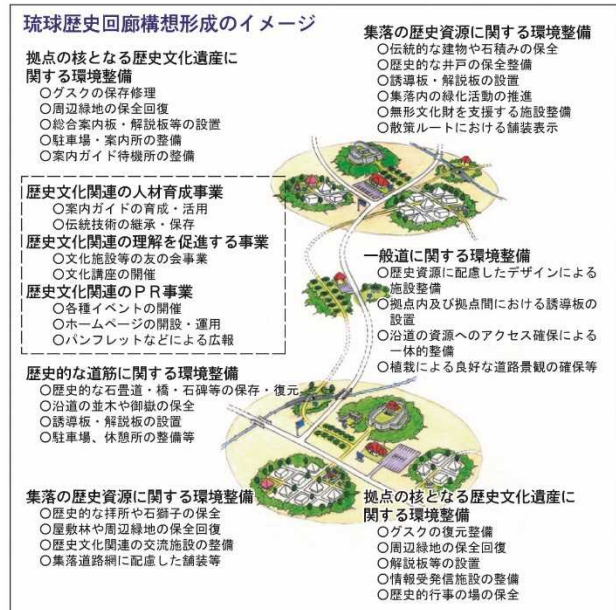 琉球歴史回廊構想形成のイメージ
拠点の核となる歴史文化遺産に
関する環境整備
○グスクの保存修理
○周辺緑地の保全回復
○総合案内板・解説板等の設置
○駐車場・案内所の整備
○案内ガイド待機所の整備
集落の歴史資源に関する環境整備
○伝統的な建物や石積みの保全
○歴史的な井戸の保全整備
○誘導板・解説板の設置
○集落内の緑化活動の推進
○無形文化財を支援する施設整備
○散策ルートにおける舗装表示
歴史文化関連の人材育成事業
○案内ガイドの育成・活用
○伝統技術の継承・保存
歴史文化関連の理解を促進する事業
○文化施設等の友の会事業
○文化講座の開催
歴史文化関連のPR事業
○各種イベントの開催
○ホームページの開設・運用
○パンフレットなどによる広報
一般道に関する環境整備
○歴史資源に配慮したデザインによる
施設整備
○拠点内及び拠点間における誘導板の
設置
○沿道の資源へのアクセス確保による
一体的整備
○植栽による良好な道路景観の確保等
歴史的な道筋に関する環境整備
○歴史的な石畳道・橋・石碑等の保存・復元
○沿道の並木や御嶽の保全
○誘導板・解説板の設置
○駐車場、休憩所の整備等
集落の歴史資源に関する環境整備
○歴史的な拝所や石獅子の保全
○屋敷林や周辺緑地の保全回復
○歴史文化関連の交流施設の整備
○集落道路網に配慮した舗装等
拠点の核となる歴史文化遺産に
関する環境整備
○グスクの復元整備
○周辺緑地の保全回復
○解説板等の設置
○情報受発信施設の整備
○歴史的行事の場の保全